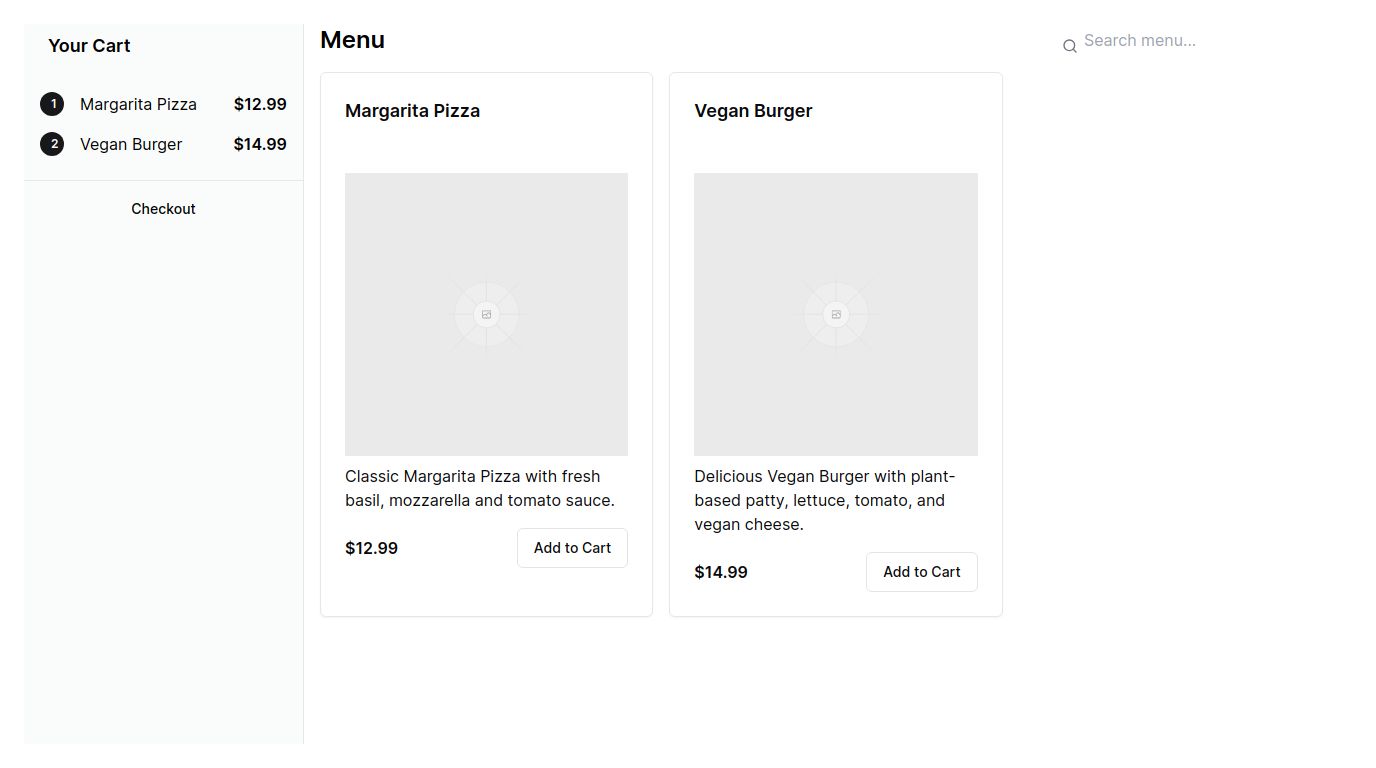 Your Cart
1 Margarita Pizza $12.99
2 Vegan Burger $14.99
Checkout
Menu
Search menu...
Margarita Pizza
Classic Margarita Pizza with fresh
basil, mozzarella and tomato sauce.
$12.99 Add to Cart
Vegan Burger
Delicious Vegan Burger with plant-
based patty, lettuce, tomato, and
vegan cheese.
$14.99 Add to Cart